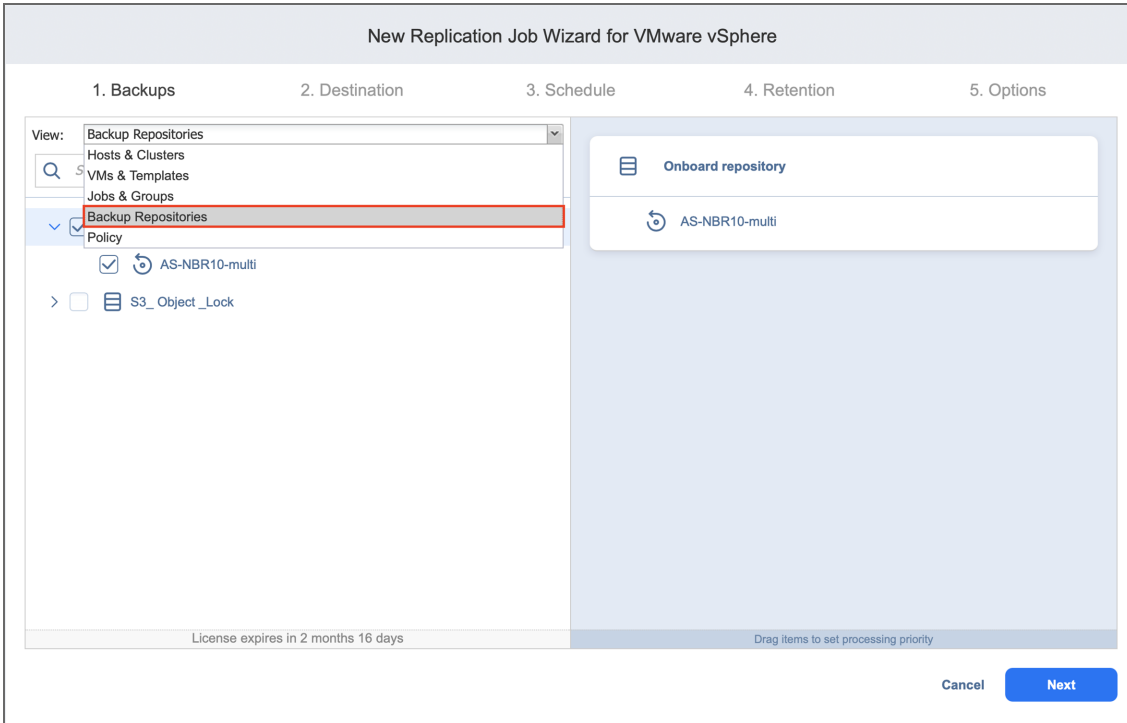 New Replication Job Wizard for VMware vSphere
1. Backups 2. Destination 3. Schedule 4. Retention 5. Options
View: Backup Repositories
Hosts & Clusters
S
VMs & Templates
Jobs & Groups
Backup Repositories
Policy
AS-NBR10-multi
S3_ Object _Lock
License expires in 2 months 16 days
Onboard repository
AS-NBR10-multi
Drag items to set processing priority
Cancel Next